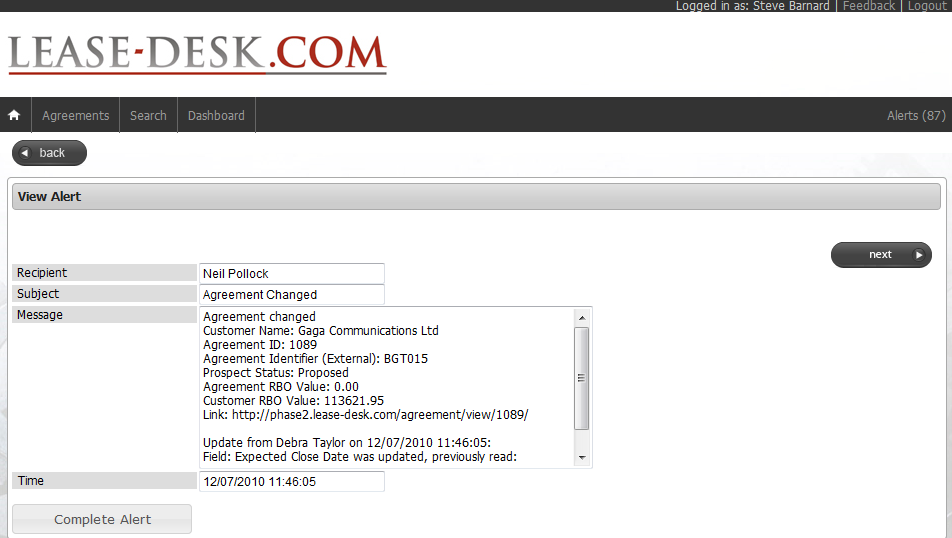 Logged in as: Steve Barnard | Feedback | Logout
LEASE-DESK.COM
Agreements Search Dashboard Alerts (87)
back
View Alert
next
Recipient Neil Pollock
Subject Agreement Changed
Message Agreement changed
Customer Name: Gaga Communications Ltd
Agreement ID: 1089
Agreement Identifier (External): BGT015
Prospect Status: Proposed
Agreement RBO Value: 0.00
Customer RBO Value: 113621.95
Link: http://phase2.lease-desk.com/agreement/view/1089/
Update from Debra Taylor on 12/07/2010 11:46:05:
Field: Expected Close Date was updated, previously read:
Time 12/07/2010 11:46:05
Complete Alert